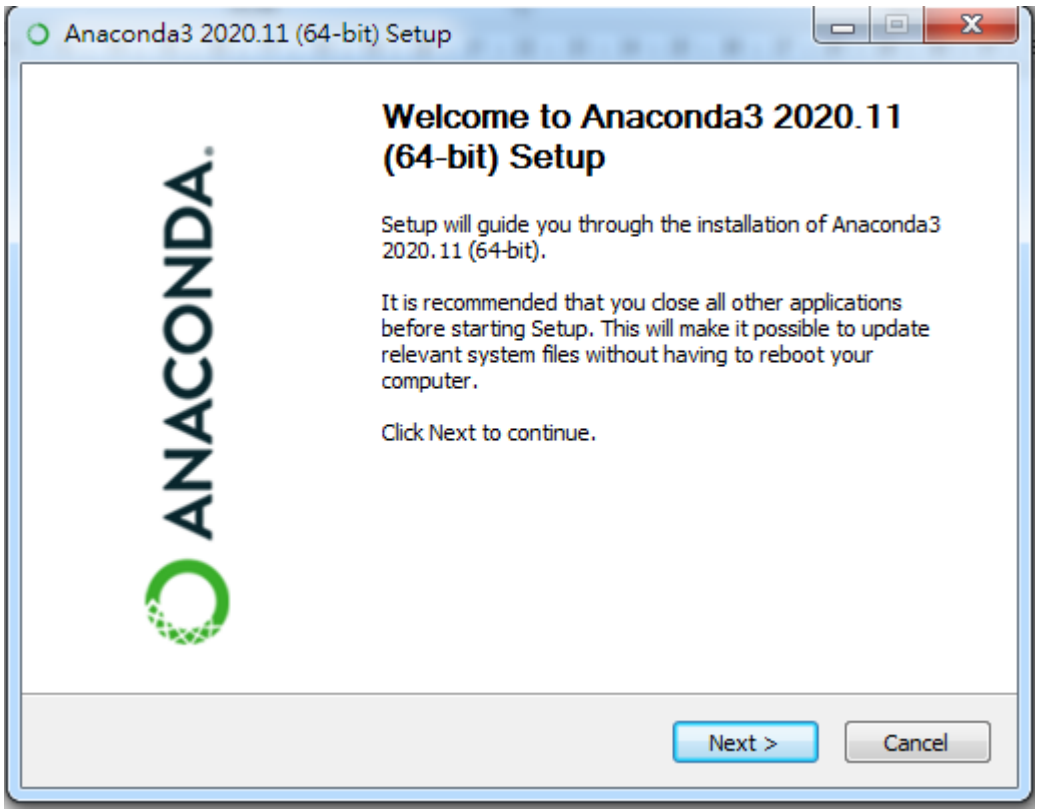 Anaconda3 2020.11 (64-bit) Setup
ANACONDA.
Welcome to Anaconda3 2020.11
(64-bit) Setup
Setup will guide you through the installation of Anaconda3
2020.11 (64-bit).
It is recommended that you close all other applications
before starting Setup. This will make it possible to update
relevant system files without having to reboot your
computer.
Click Next to continue.
Next >
Cancel